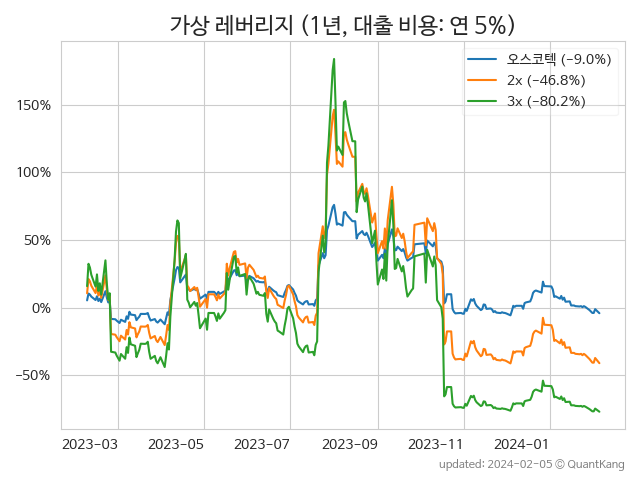 가상 레버리지 (1년, 대출 비용: 연 5%)
오스코텍 (−9.0%)
2x (−46.8%)
3x (−80.2%)
150%
100%
50%
0%
−50%
2023-03 2023-05 2023-07 2023-09 2023-11 2024-01
updated: 2024-02-05 © QuantKang